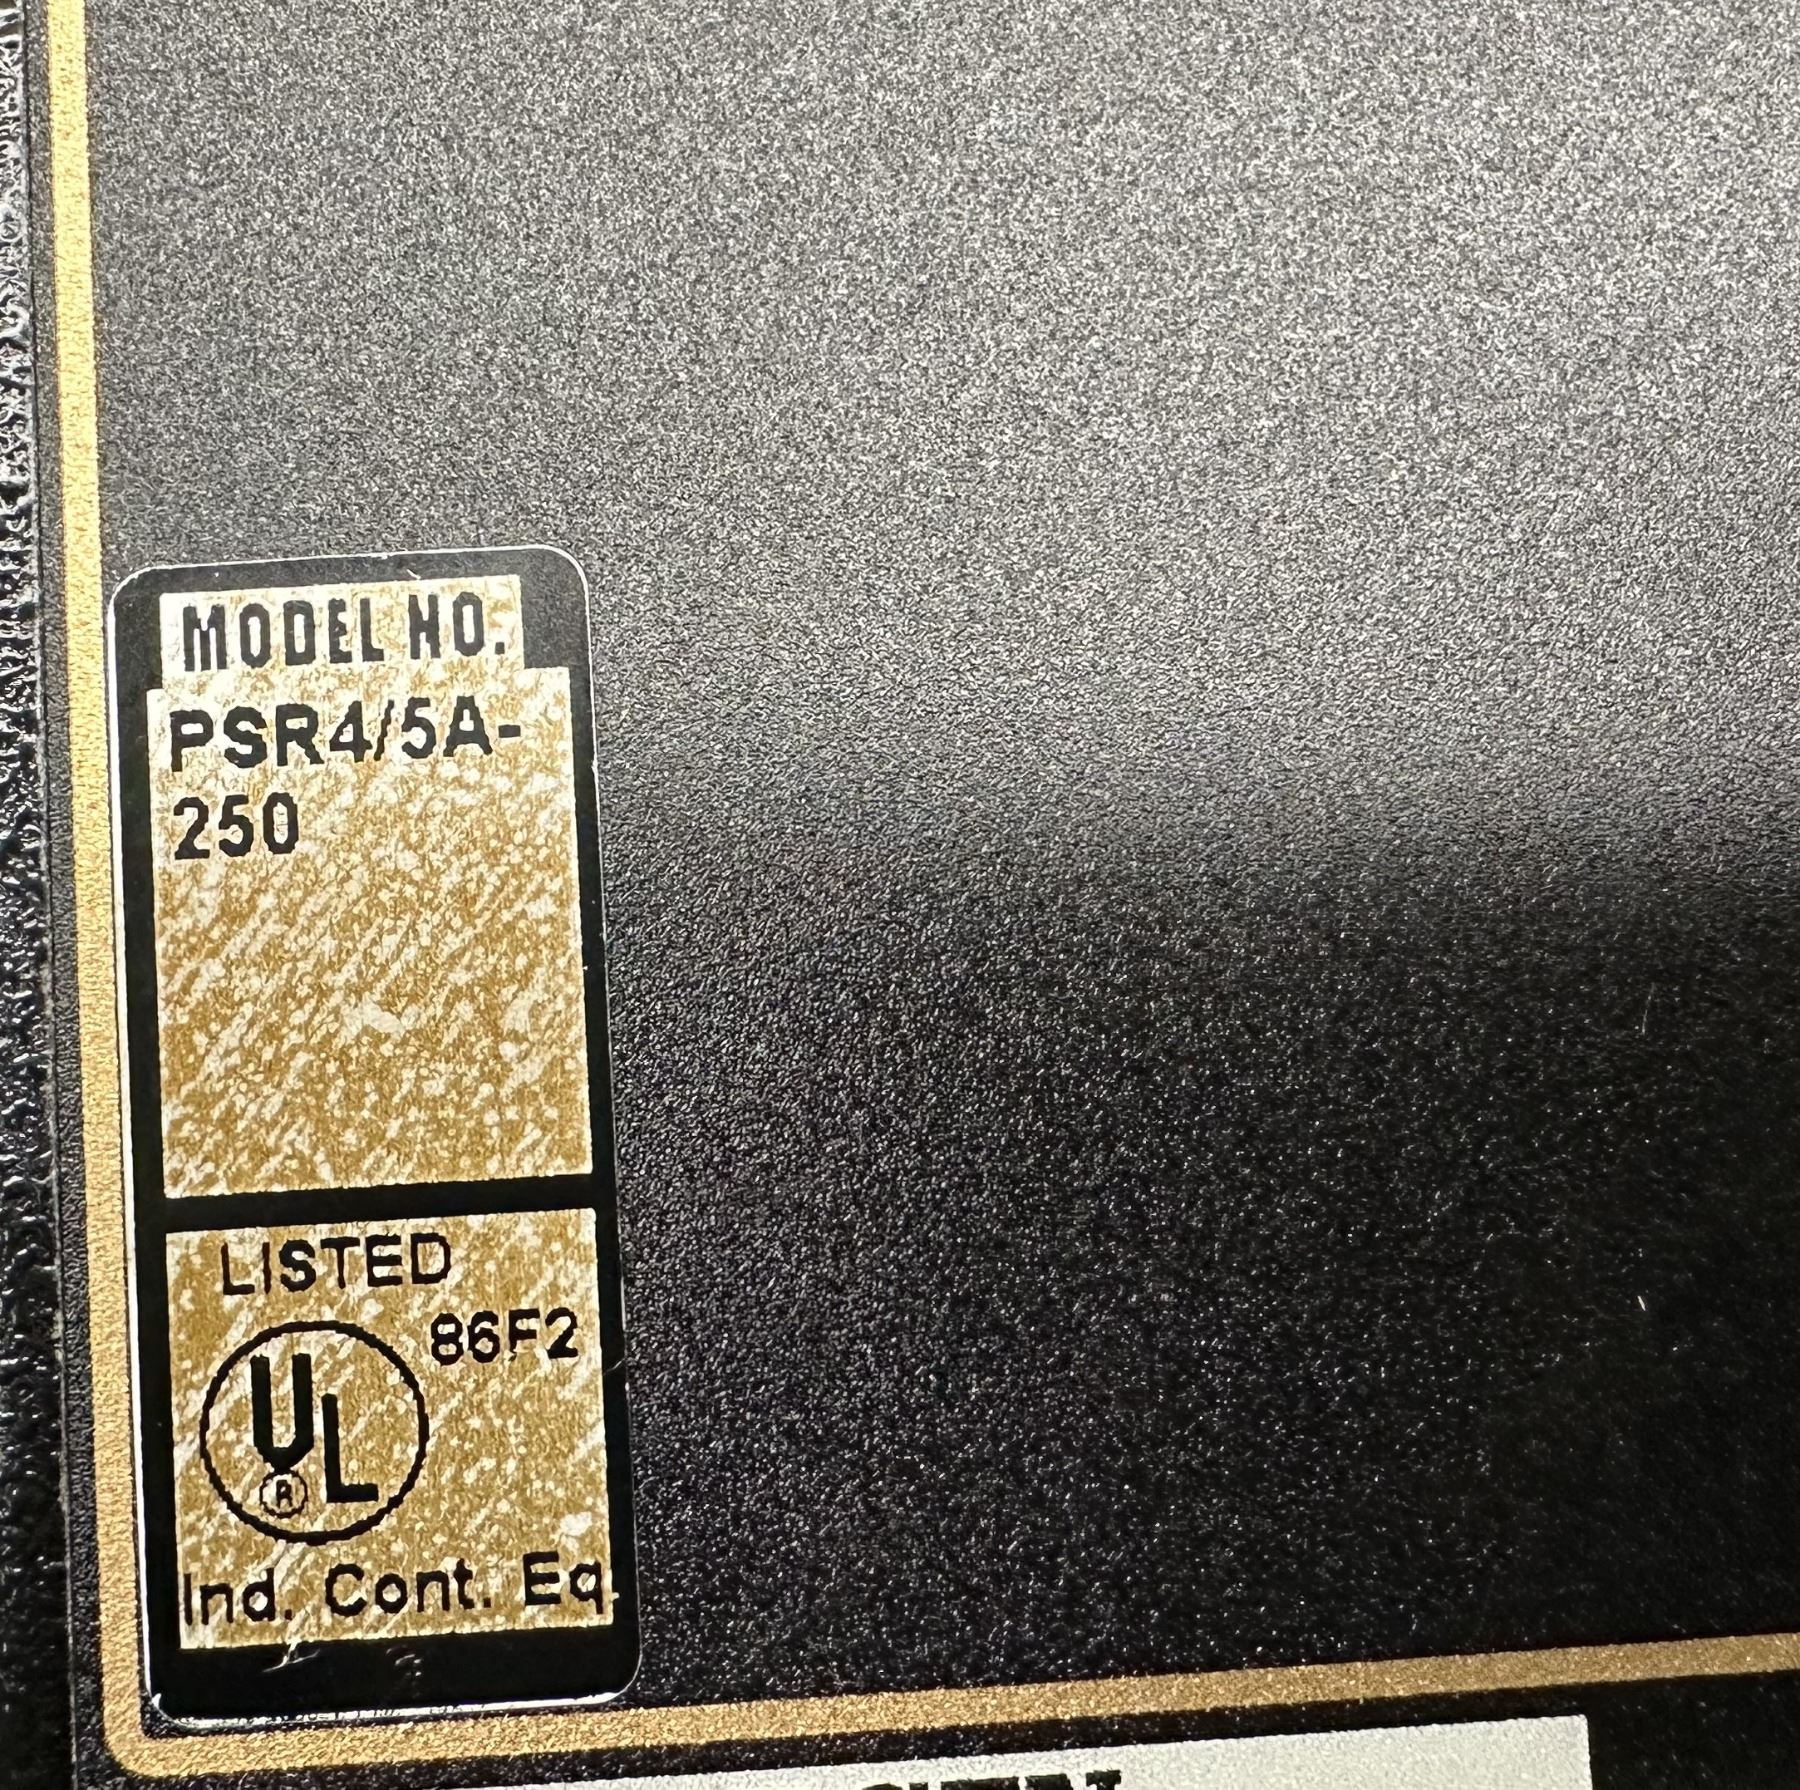 MODEL NO.
PSR4/5A-
250
LISTED
86F2
UL
®
Ind. Cont. Eq.